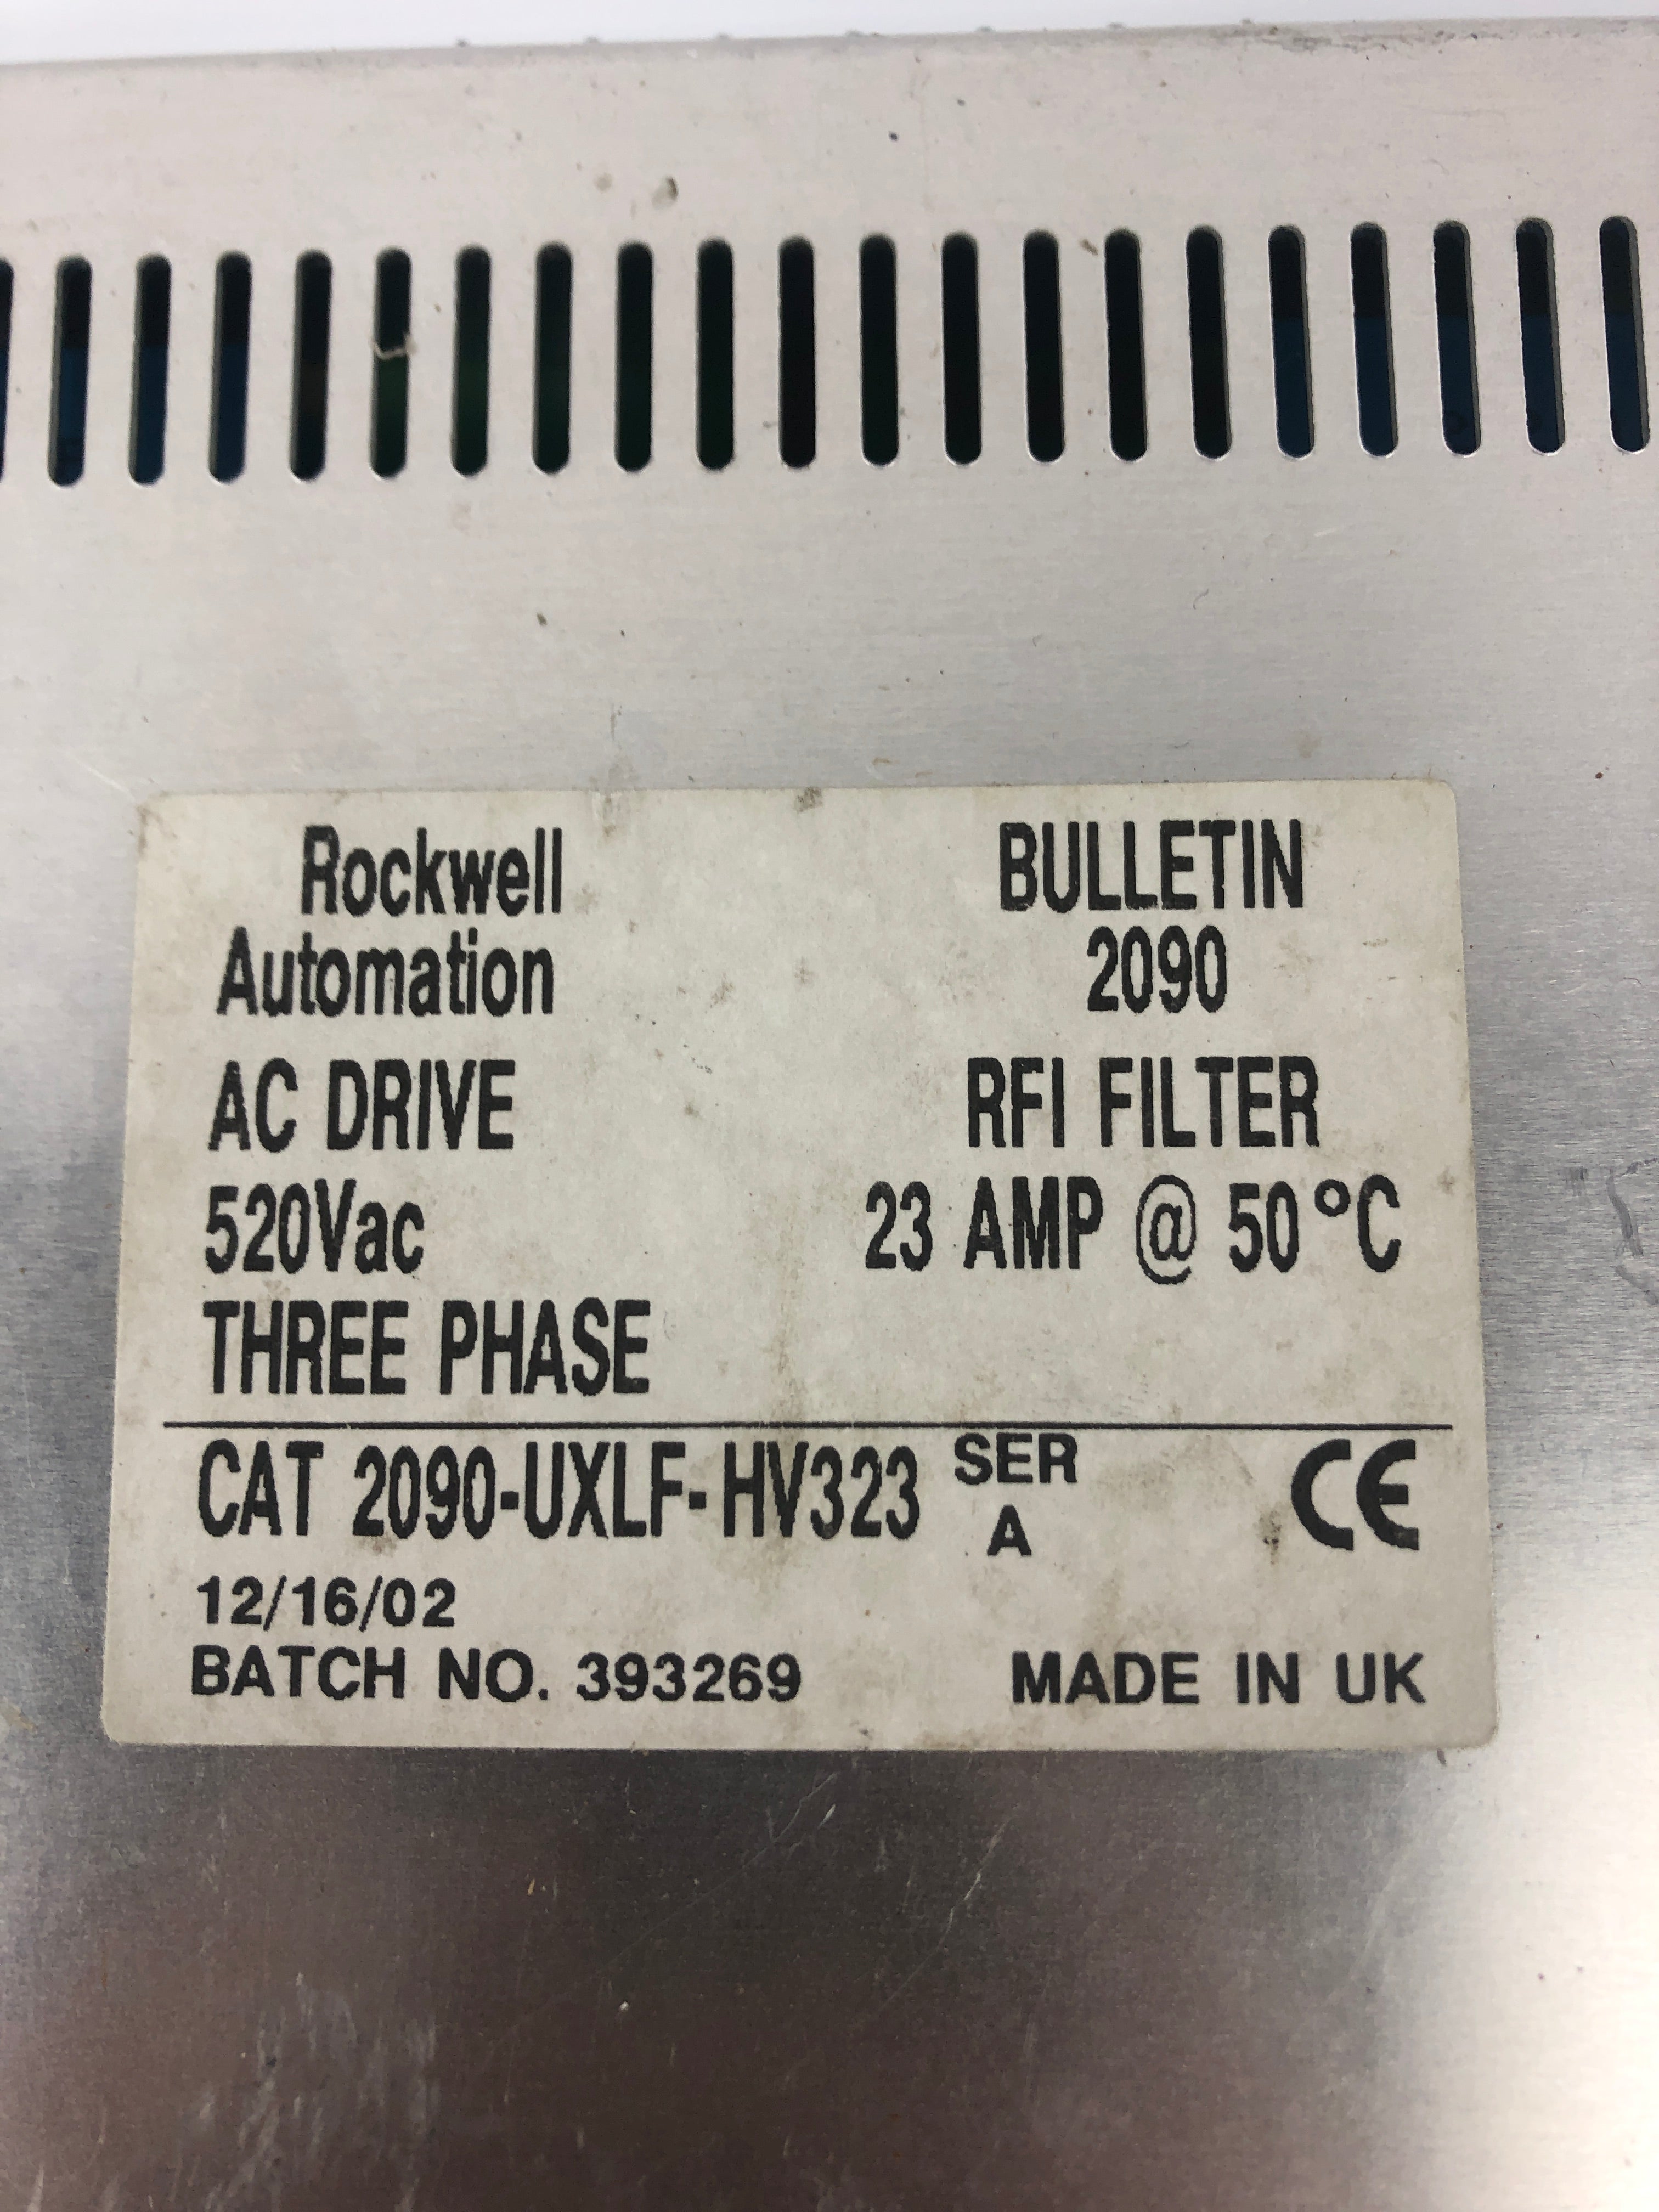 Rockwell
Automation
BULLETIN
2090
AC DRIVE
RFI FILTER
520Vac
23 AMP @ 50°C
THREE PHASE
CAT 2090-UXLF-HV323 SER A CE
12/16/02
BATCH NO. 393269
MADE IN UK